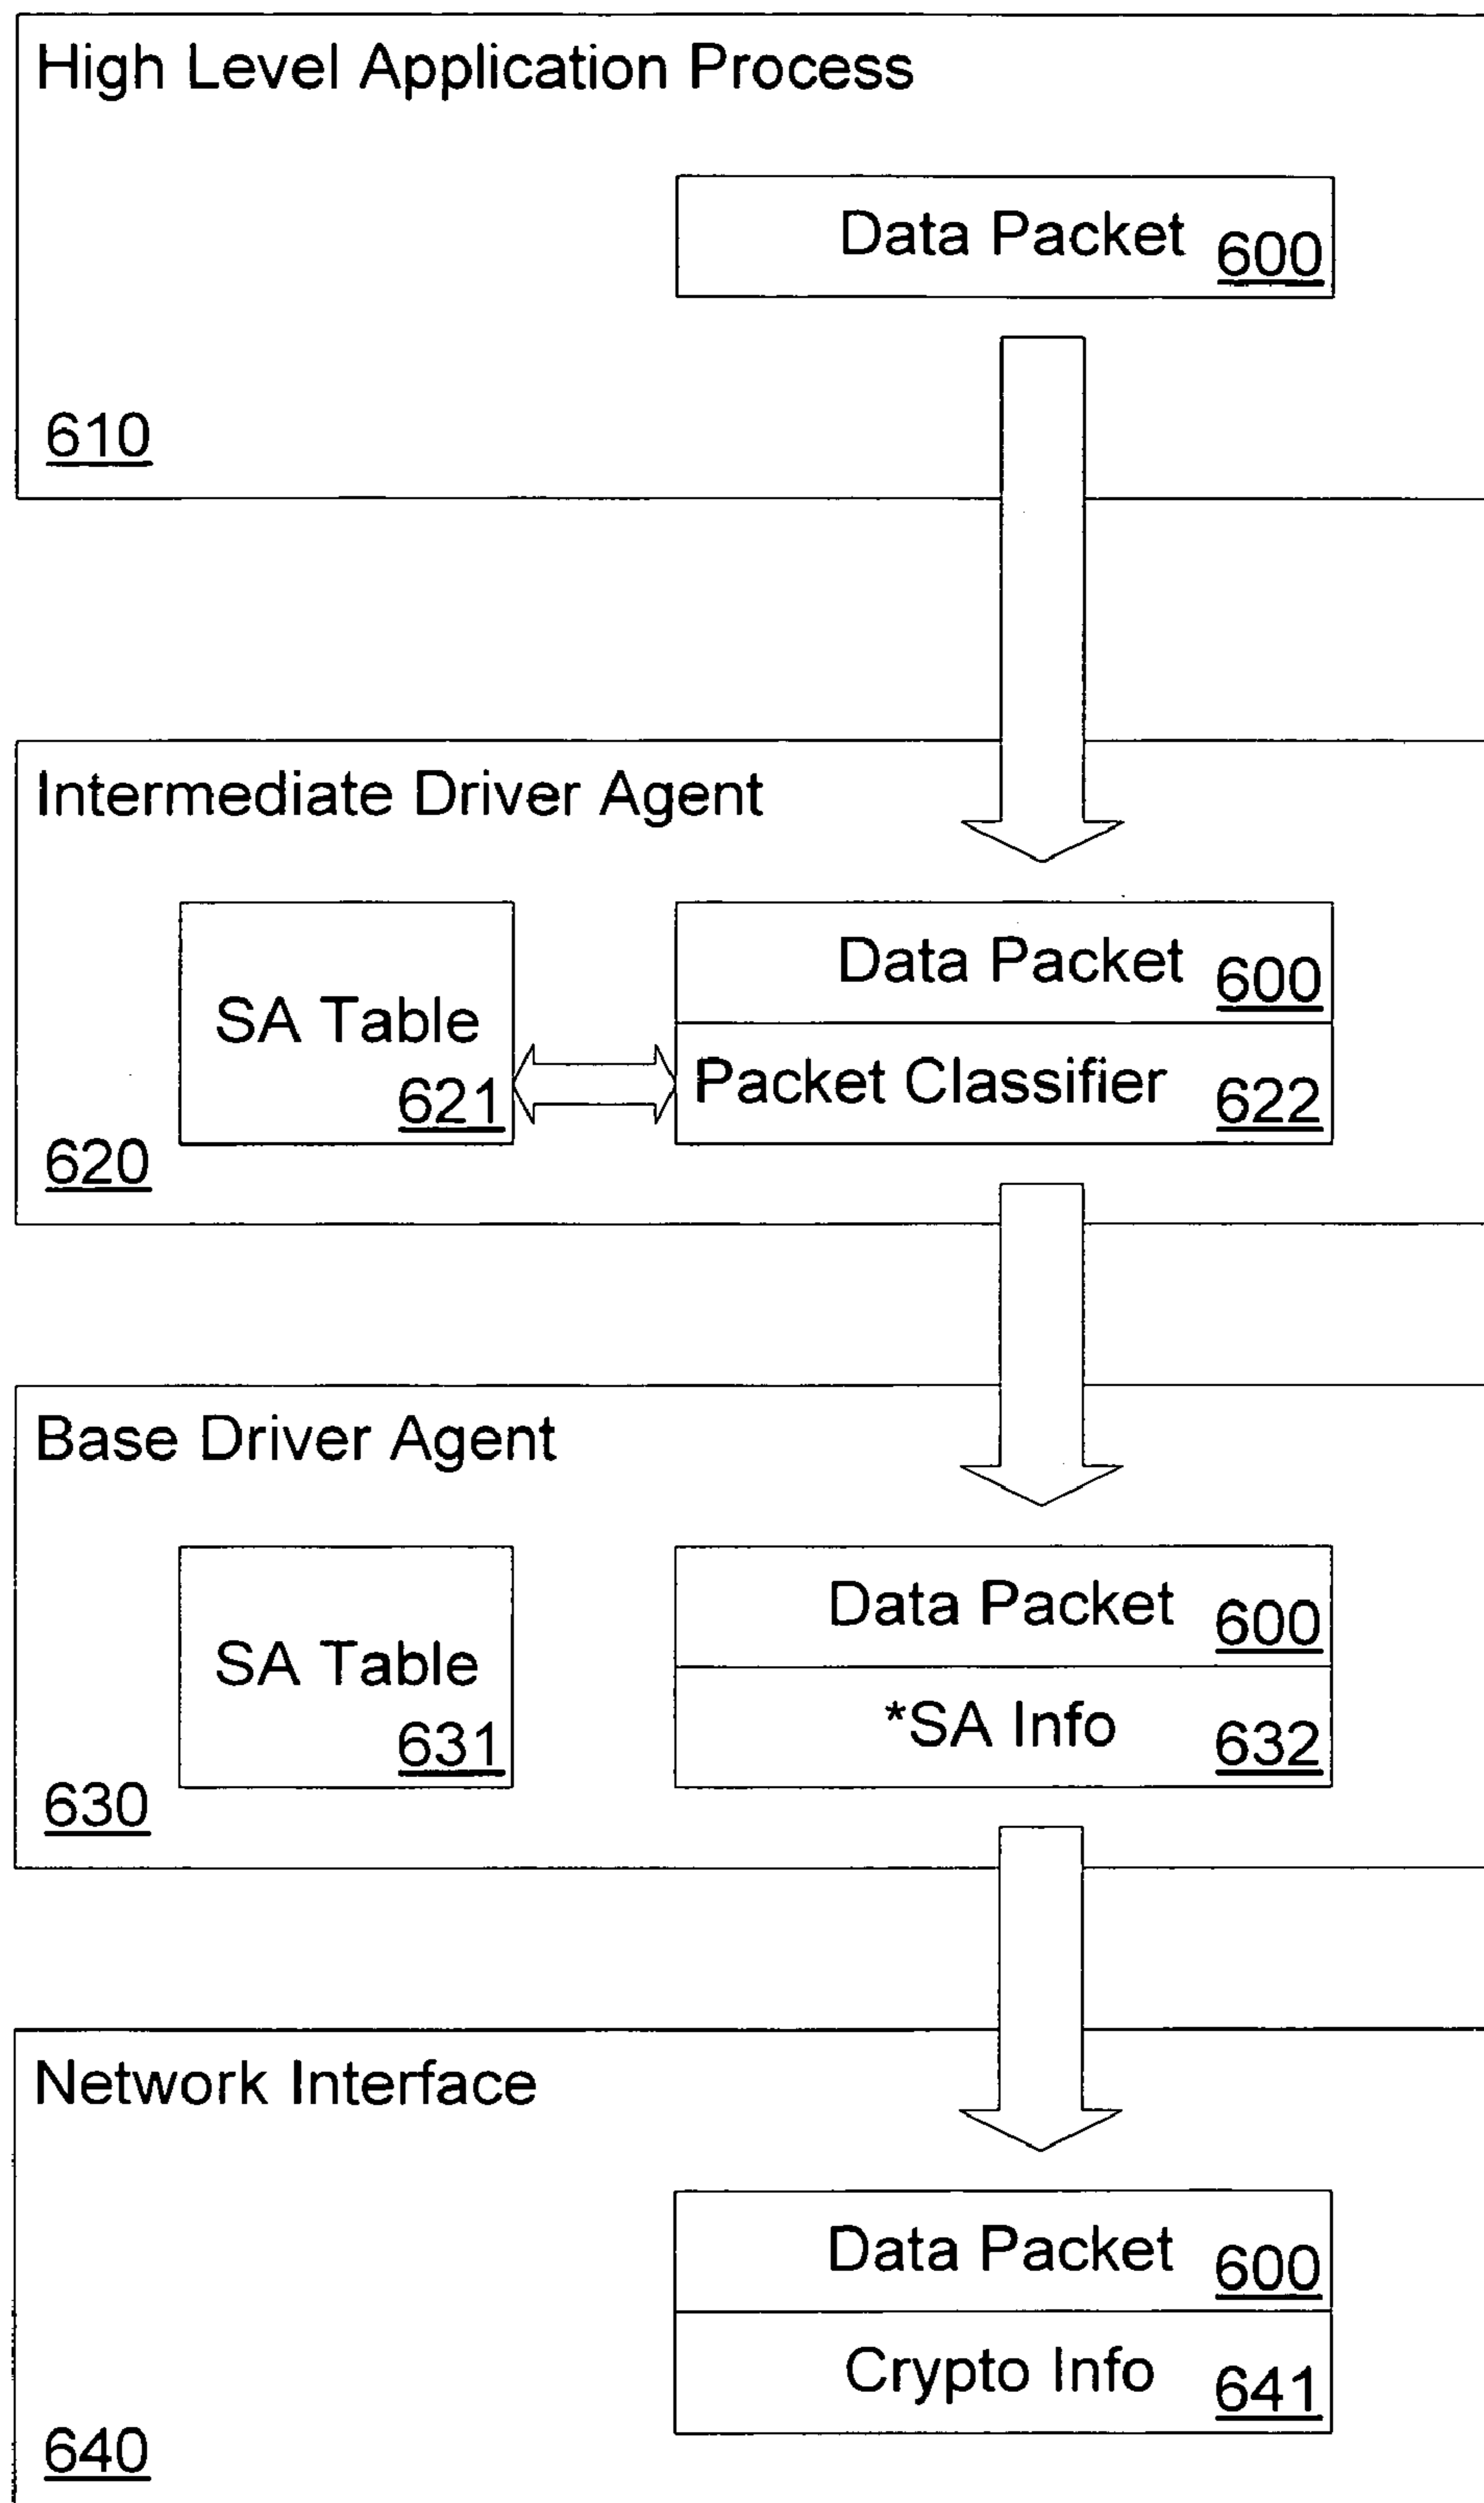 High Level Application Process
Data Packet 600
610
Intermediate Driver Agent
Data Packet 600
SA Table
621
Packet Classifier 622
620
Base Driver Agent
Data Packet 600
SA Table
631
*SA Info 632
630
Network Interface
Data Packet 600
Crypto Info 641
640